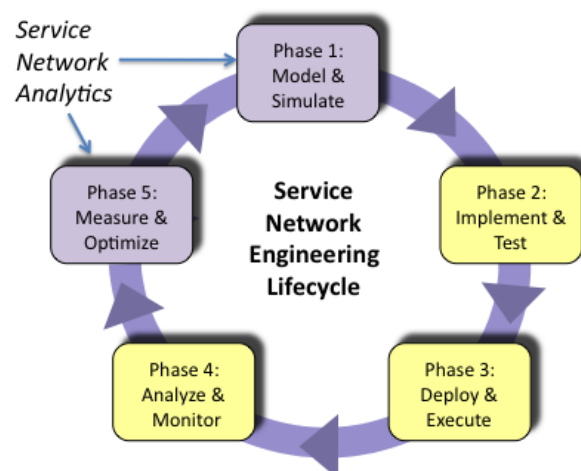 Service
Network
Analytics
Phase 1:
Model &
Simulate
Phase 2:
Implement &
Test
Phase 3:
Deploy &
Execute
Phase 4:
Analyze &
Monitor
Phase 5:
Measure &
Optimize
Service
Network
Engineering
Lifecycle